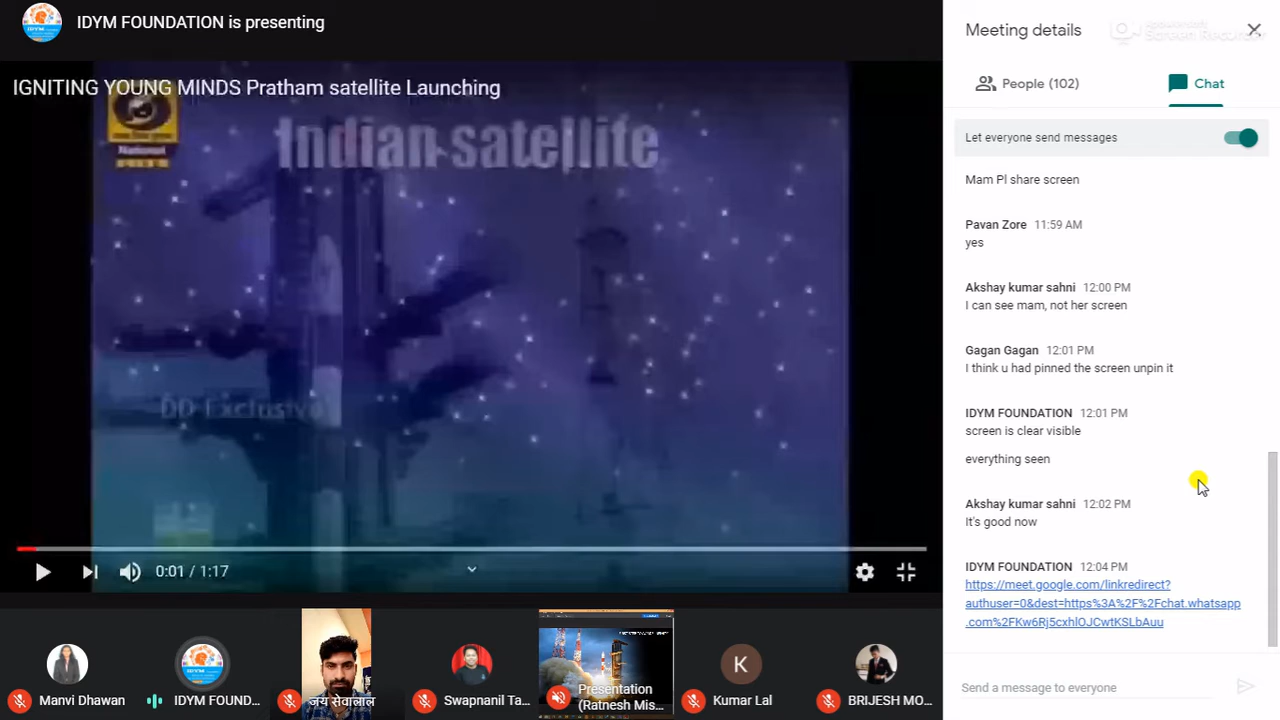 IDYM FOUNDATION is presenting
IGNITING YOUNG MINDS Pratham satellite Launching
National
Indian satellite
DD Exclusive
0:01 / 1:17
Manvi Dhawan
IDYM FOUND...
जय सेवालाल
Swapnanil Ta...
Presentation
(Ratnesh Mis...
K
Kumar Lal
BRIJESH MO...
Meeting details
Screen Recorder
People (102)
Chat
Let everyone send messages
Mam Pl share screen
Pavan Zore 11:59 AM
yes
Akshay kumar sahni 12:00 PM
I can see mam, not her screen
Gagan Gagan 12:01 PM
I think u had pinned the screen unpin it
IDYM FOUNDATION 12:01 PM
screen is clear visible
everything seen
Akshay kumar sahni 12:02 PM
It's good now
IDYM FOUNDATION 12:04 PM
https://meet.google.com/linkredirect?
authuser=0&dest=https%3A%2F%2Fchat.whatsapp
.com%2FKw6Rj5cxhlOJCwtKSLbAuu
Send a message to everyone